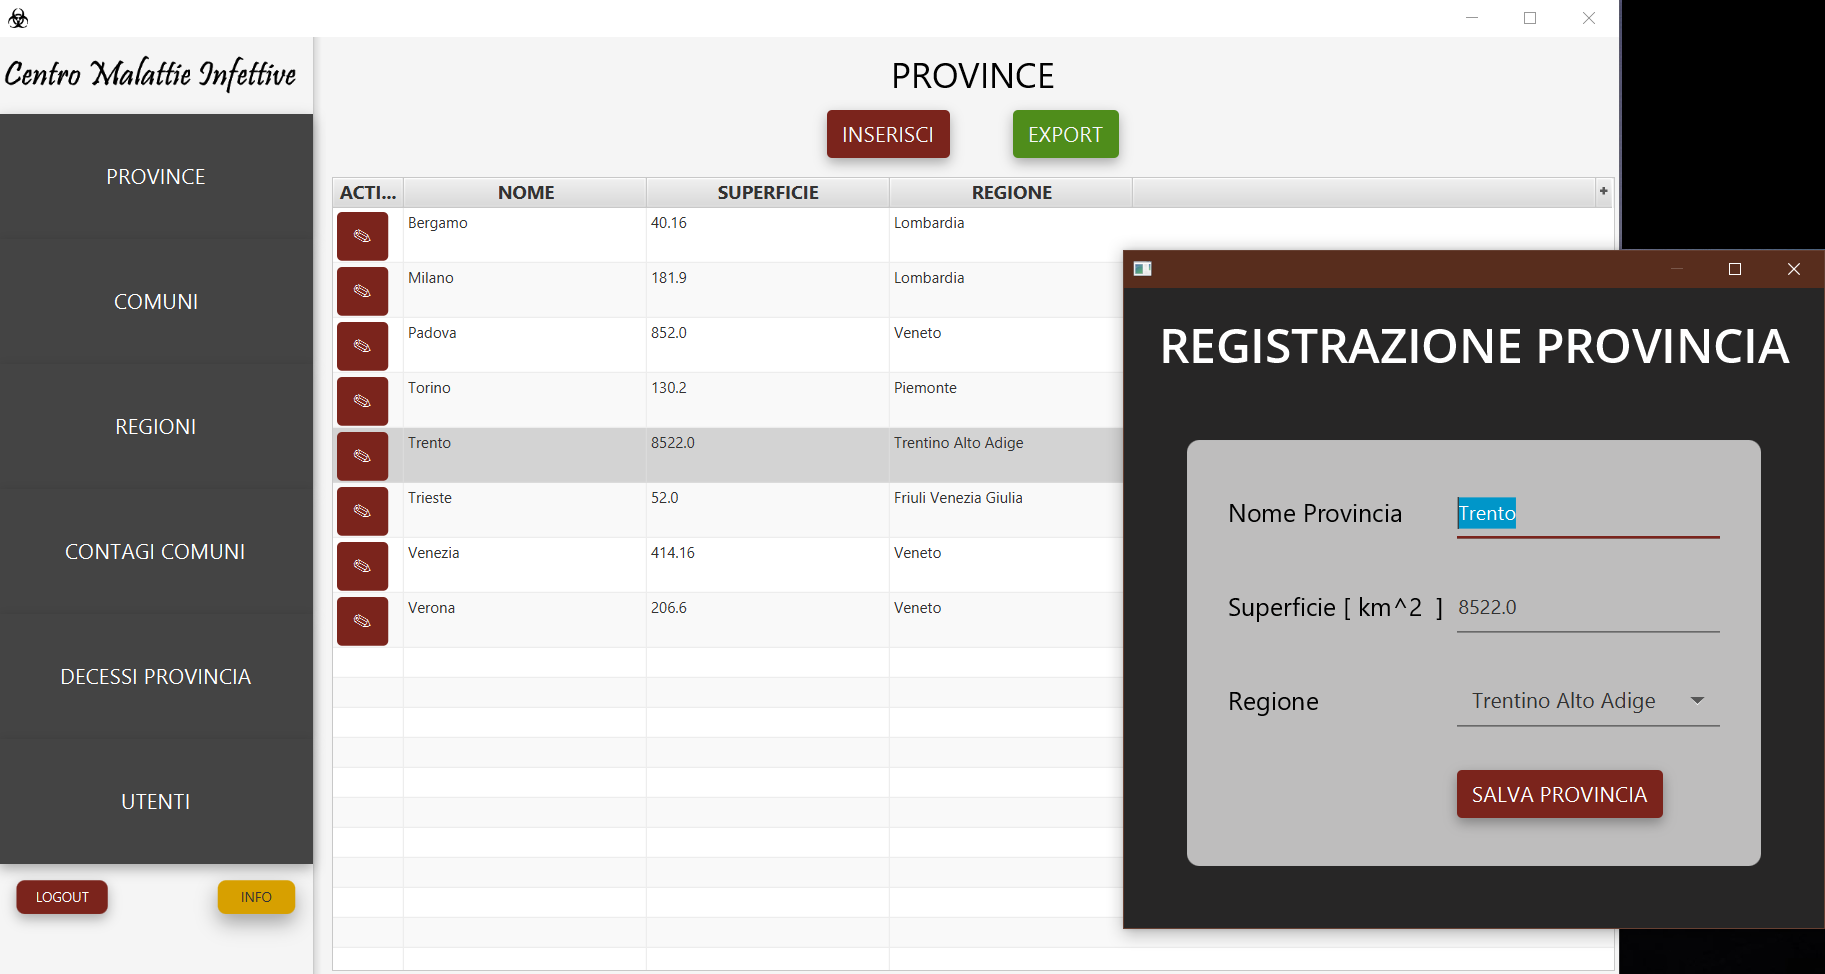 Centro Malattie Infettive
PROVINCE
COMUNI
REGIONI
CONTAGI COMUNI
DECESSI PROVINCIA
UTENTI
LOGOUT INFO
PROVINCE
INSERISCI EXPORT
ACTI... NOME SUPERFICIE REGIONE +
Bergamo 40.16 Lombardia
Milano 181.9 Lombardia
Padova 852.0 Veneto
Torino 130.2 Piemonte
Trento 8522.0 Trentino Alto Adige
Trieste 52.0 Friuli Venezia Giulia
Venezia 414.16 Veneto
Verona 206.6 Veneto
REGISTRAZIONE PROVINCIA
Nome Provincia Trento
Superficie [ km^2 ] 8522.0
Regione Trentino Alto Adige
SALVA PROVINCIA